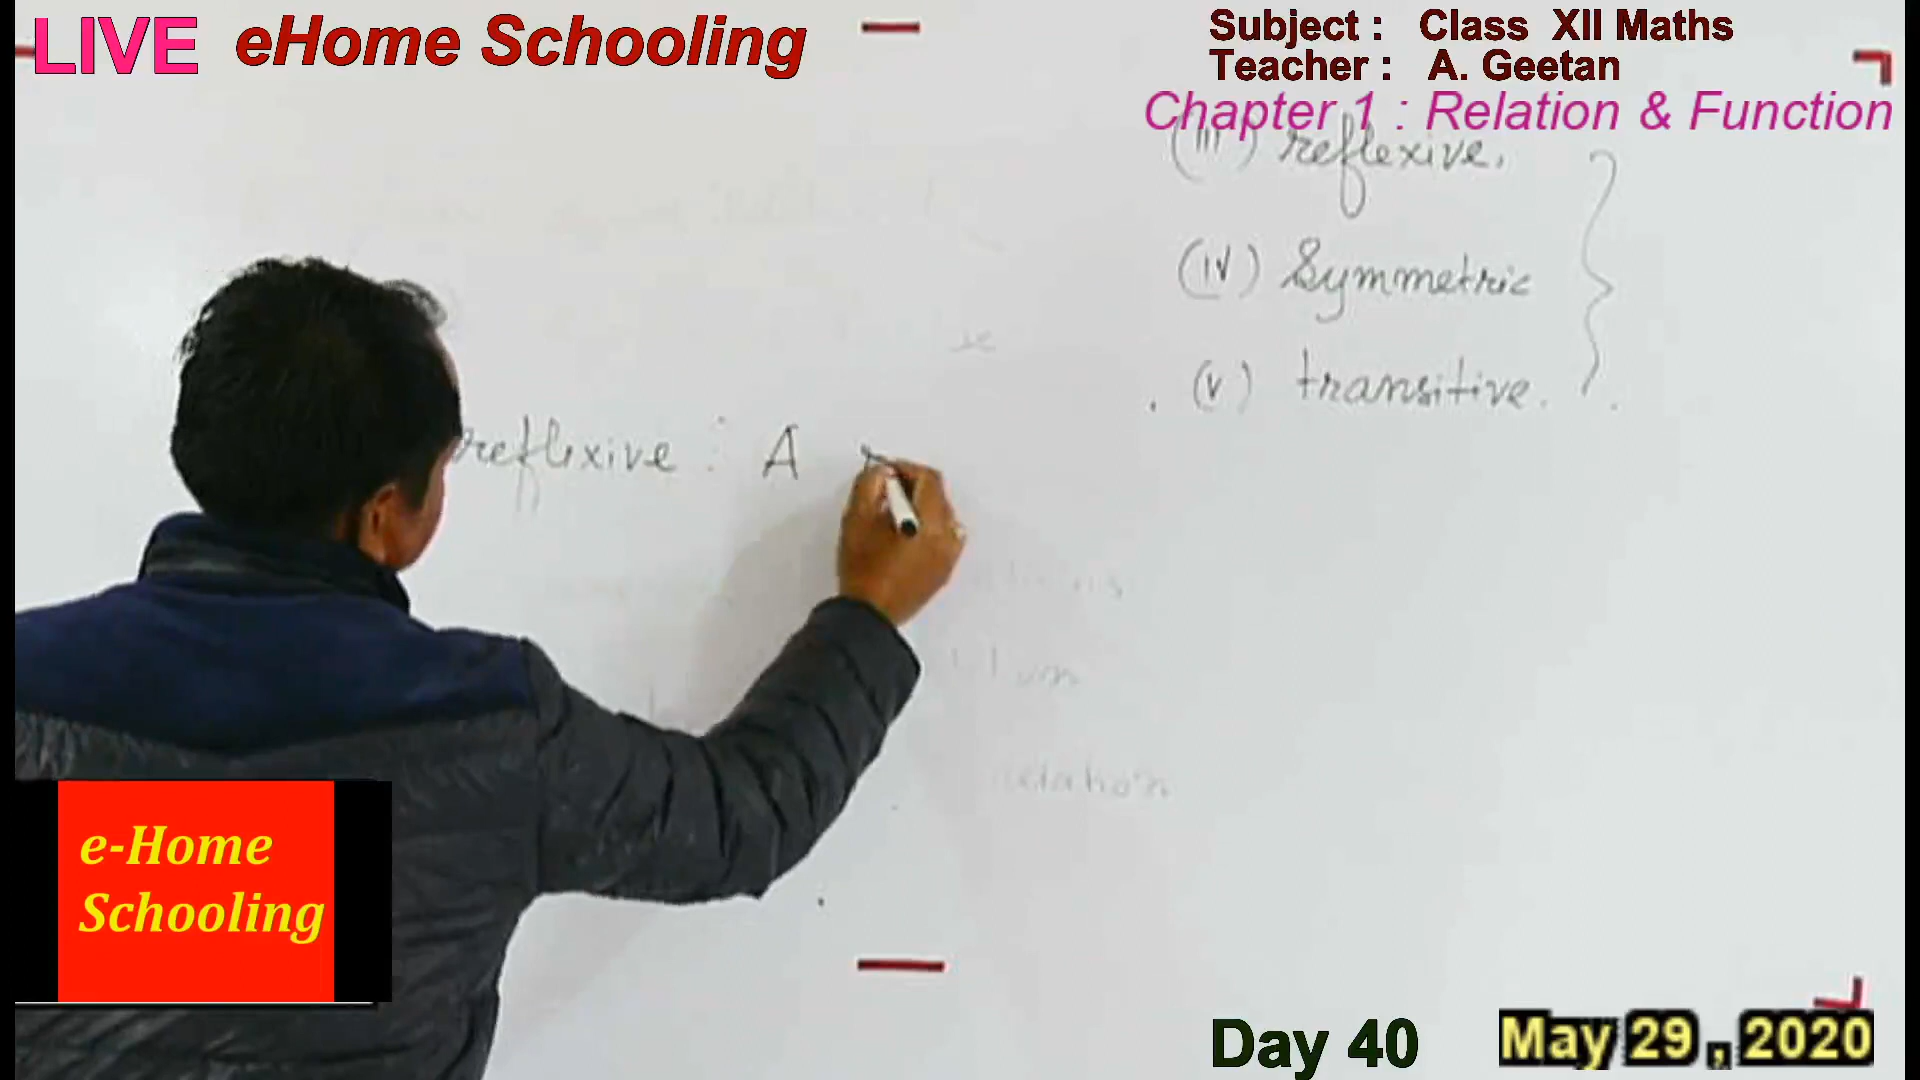 LIVE eHome Schooling
Subject : Class XII Maths
Teacher : A. Geetan
Chapter 1 : Relation & Function
(iii) reflexive.
(iv) Symmetric
(v) transitive.
reflexive : A
e-Home
Schooling
Day 40
May 29 , 2020